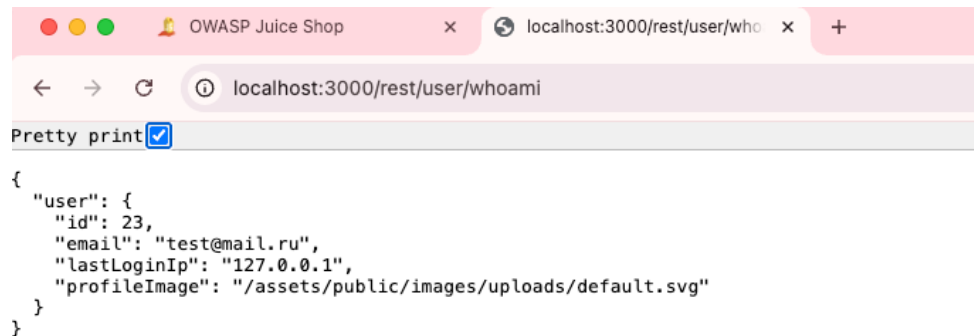 OWASP Juice Shop
localhost:3000/rest/user/who
localhost:3000/rest/user/whoami
Pretty print
{
  "user": {
    "id": 23,
    "email": "test@mail.ru",
    "lastLoginIp": "127.0.0.1",
    "profileImage": "/assets/public/images/uploads/default.svg"
  }
}